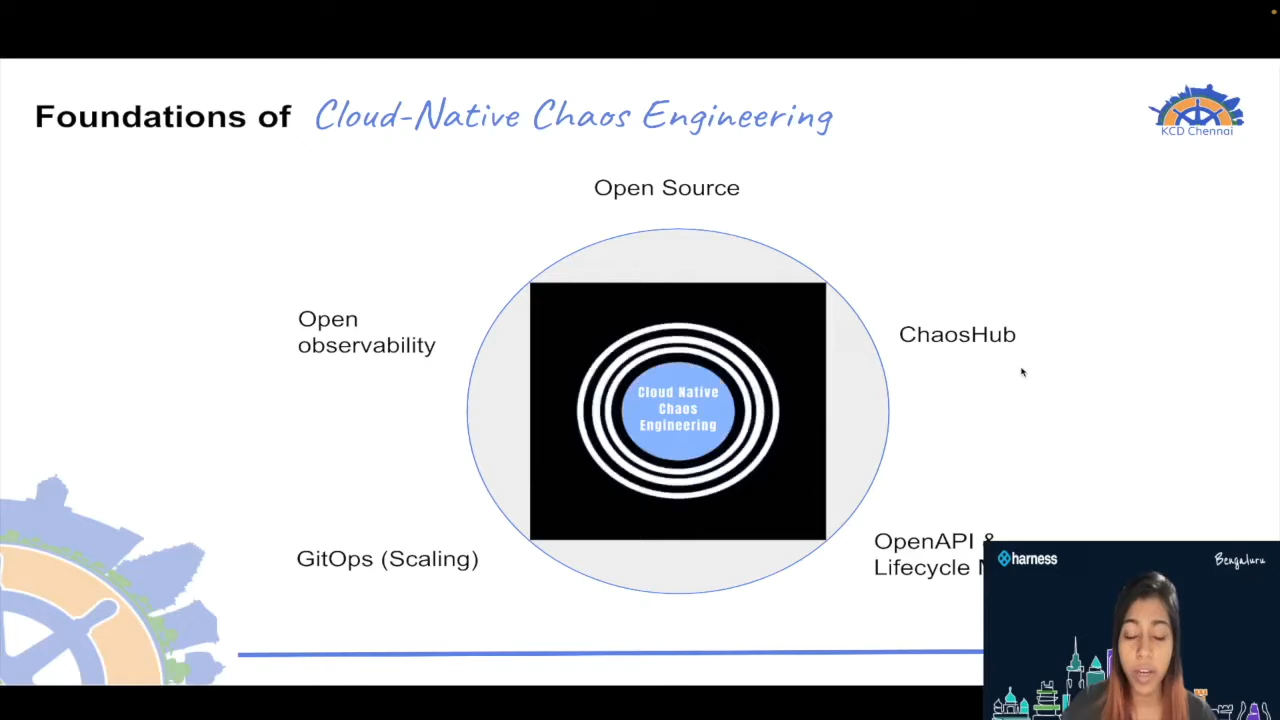 Foundations of Cloud-Native Chaos Engineering
KCD Chennai
Open Source
Open
observability
ChaosHub
Cloud Native
Chaos
Engineering
GitOps (Scaling)
OpenAPI &
Lifecycle
harness
Bengaluru